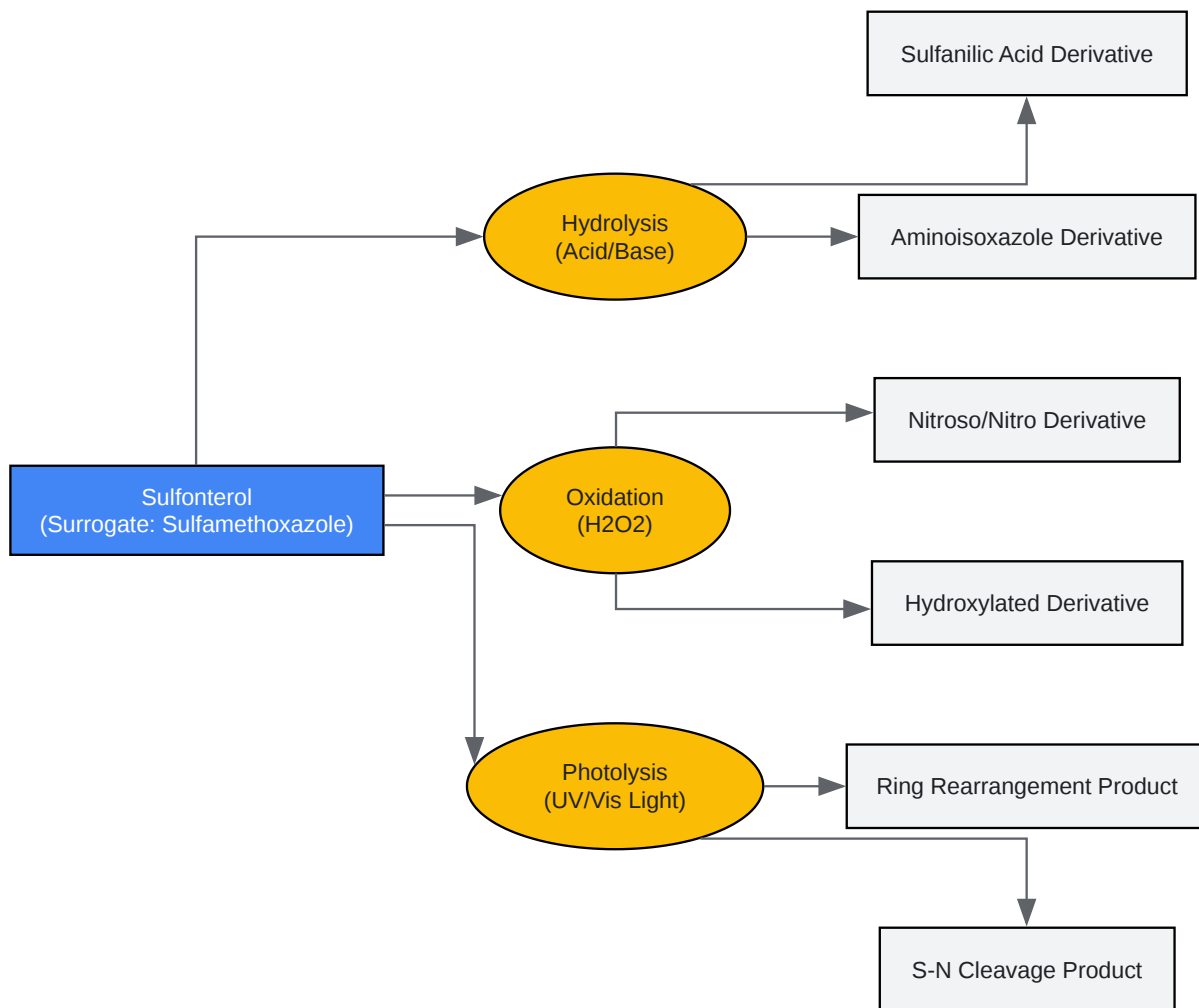 Sulfanilic Acid Derivative
Hydrolysis
(Acid/Base)
Aminoisoxazole Derivative
Nitroso/Nitro Derivative
Sulfonterol
(Surrogate: Sulfamethoxazole)
Oxidation
(H2O2)
Hydroxylated Derivative
Photolysis
(UV/Vis Light)
Ring Rearrangement Product
S-N Cleavage Product